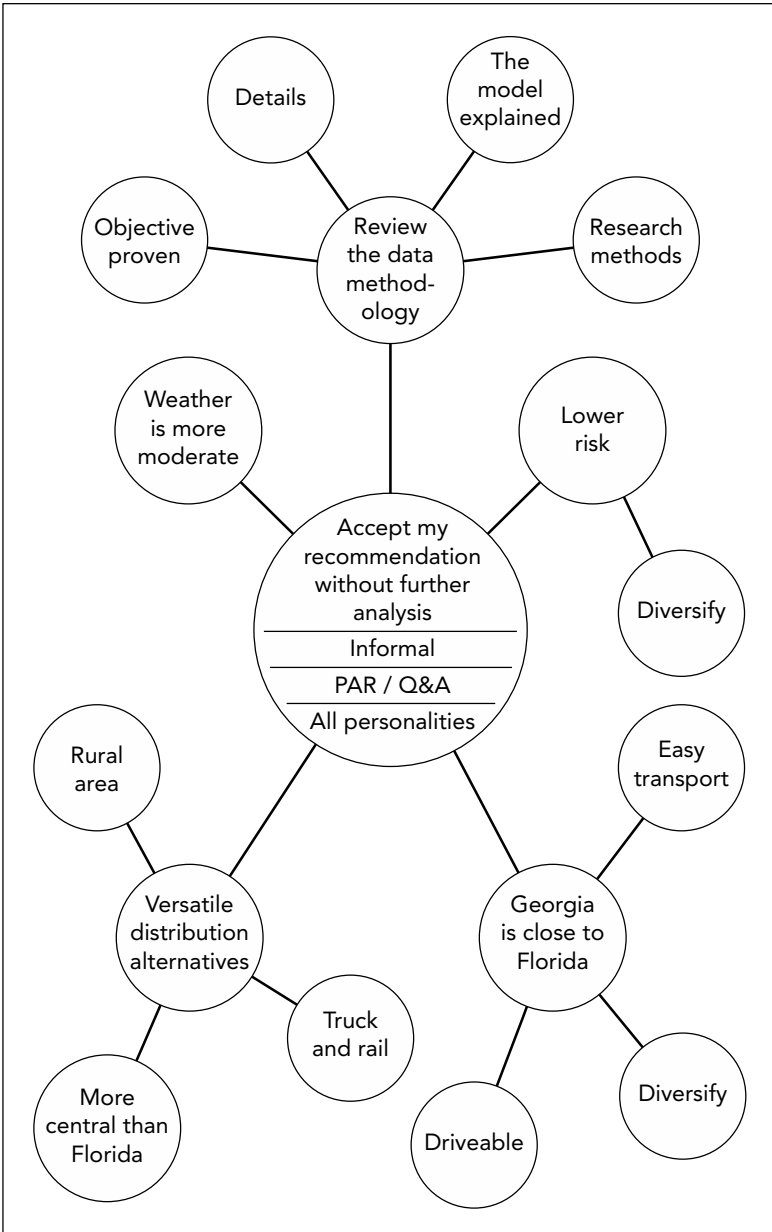 The
model
explained
Details
Objective
proven
Review
the data
method-
ology
Research
methods
Weather
is more
moderate
Lower
risk
Accept my
recommendation
without further
analysis
Informal
PAR / Q&A
All personalities
Diversify
Rural
area
Easy
transport
Versatile
distribution
alternatives
Georgia
is close to
Florida
Truck
and rail
More
central than
Florida
Driveable
Diversify